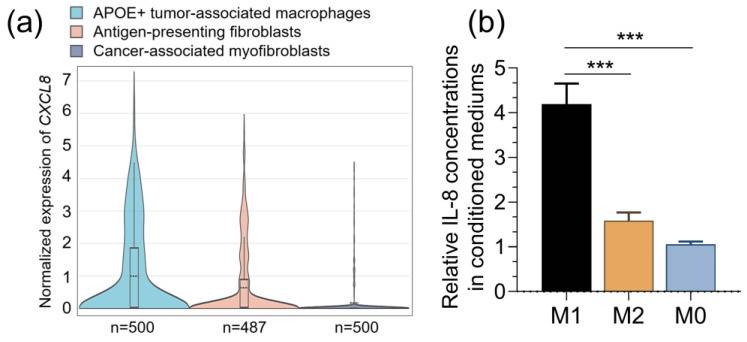 (a)
APOE+ tumor-associated macrophages
Antigen-presenting fibroblasts
Cancer-associated myofibroblasts
Normalized expression of CXCL8
7
6
5
4
3
2
1
0
n=500
n=487
n=500
(b)
Relative IL-8 concentrations
in conditioned mediums
5
4
3
2
1
0
***
***
M1
M2
M0